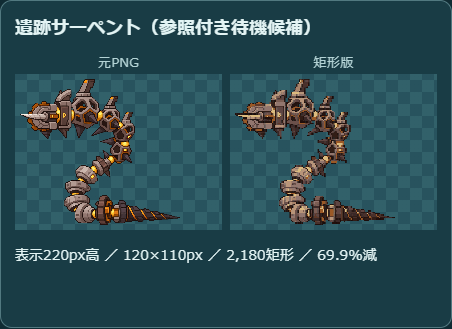 遺跡サーペント（参照付き待機候補）
元PNG
矩形版
表示220px高 ／ 120×110px ／ 2,180矩形 ／ 69.9%減